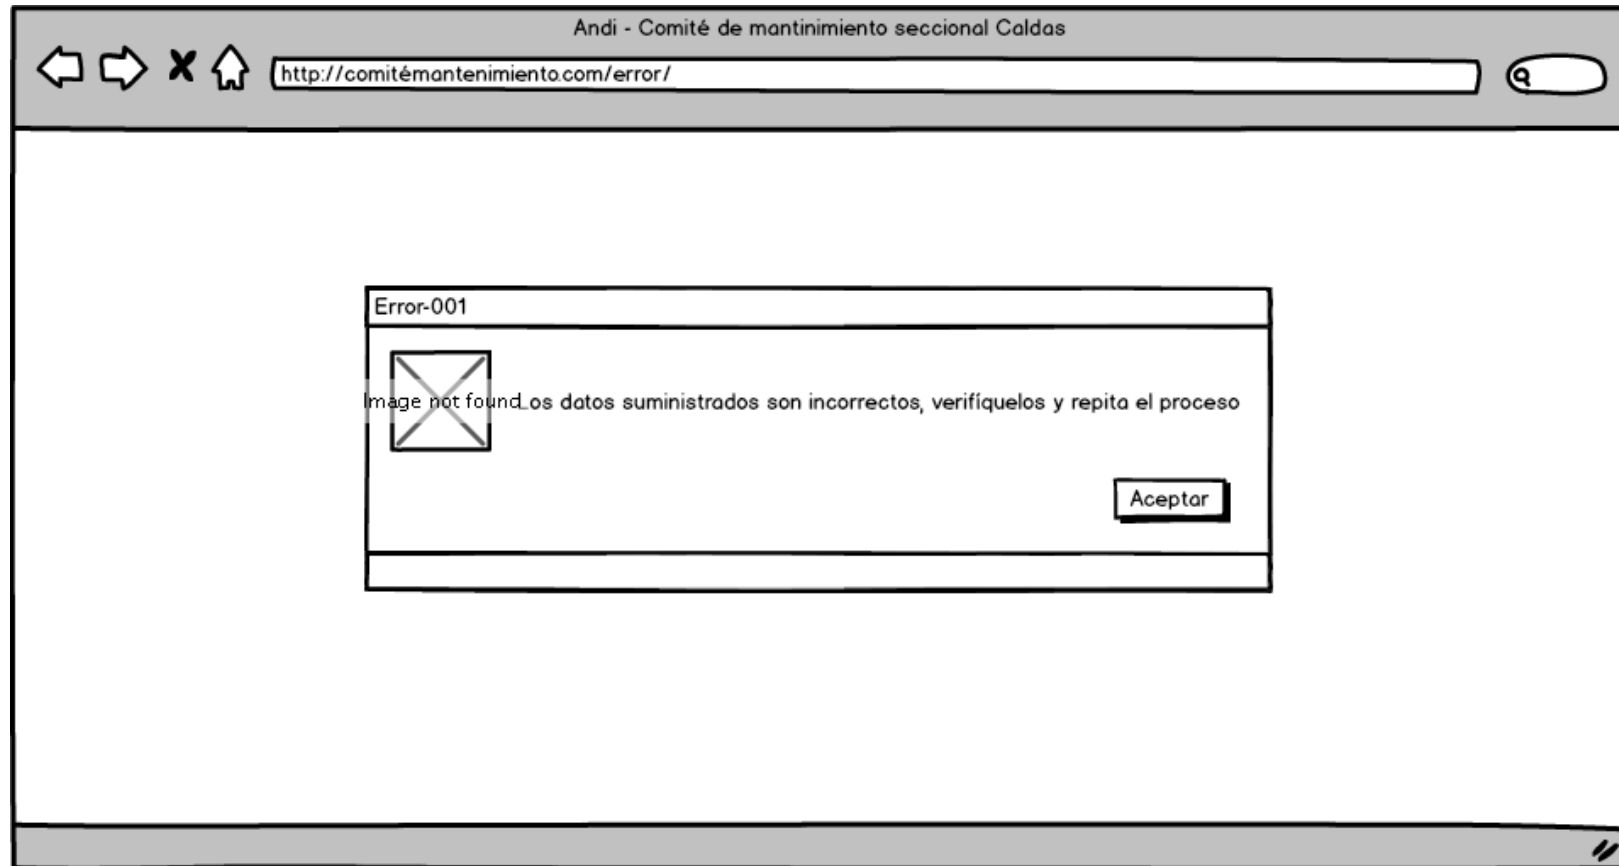 Andi - Comité de mantinimiento seccional Caldas
http://comitémantenimiento.com/error/
Error-001
Image not found
Los datos suministrados son incorrectos, verifíquelos y repita el proceso
Aceptar